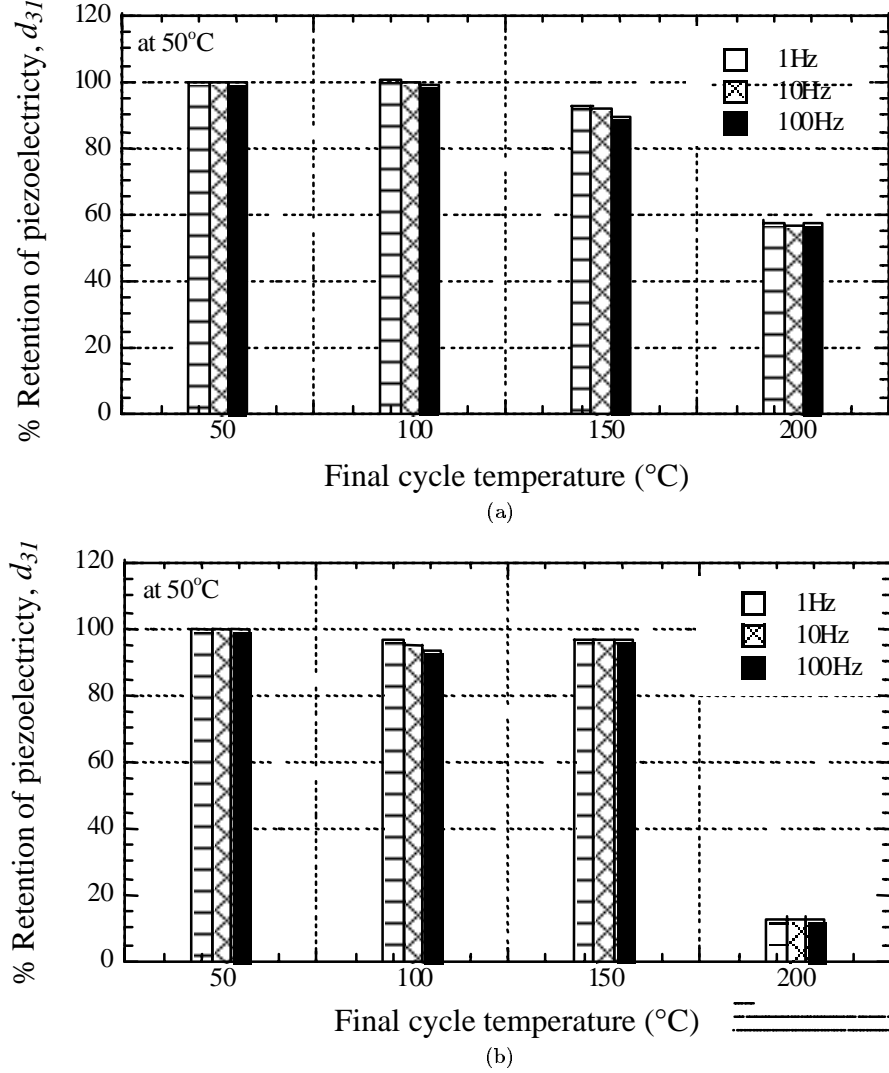 at 50°C
1Hz
10Hz
100Hz
120
100
80
60
40
20
0
% Retention of piezoelectricty, d31
50 100 150 200
Final cycle temperature (°C)
(a)
at 50°C
1Hz
10Hz
100Hz
120
100
80
60
40
20
0
% Retention of piezoelectricty, d31
50 100 150 200
Final cycle temperature (°C)
(b)